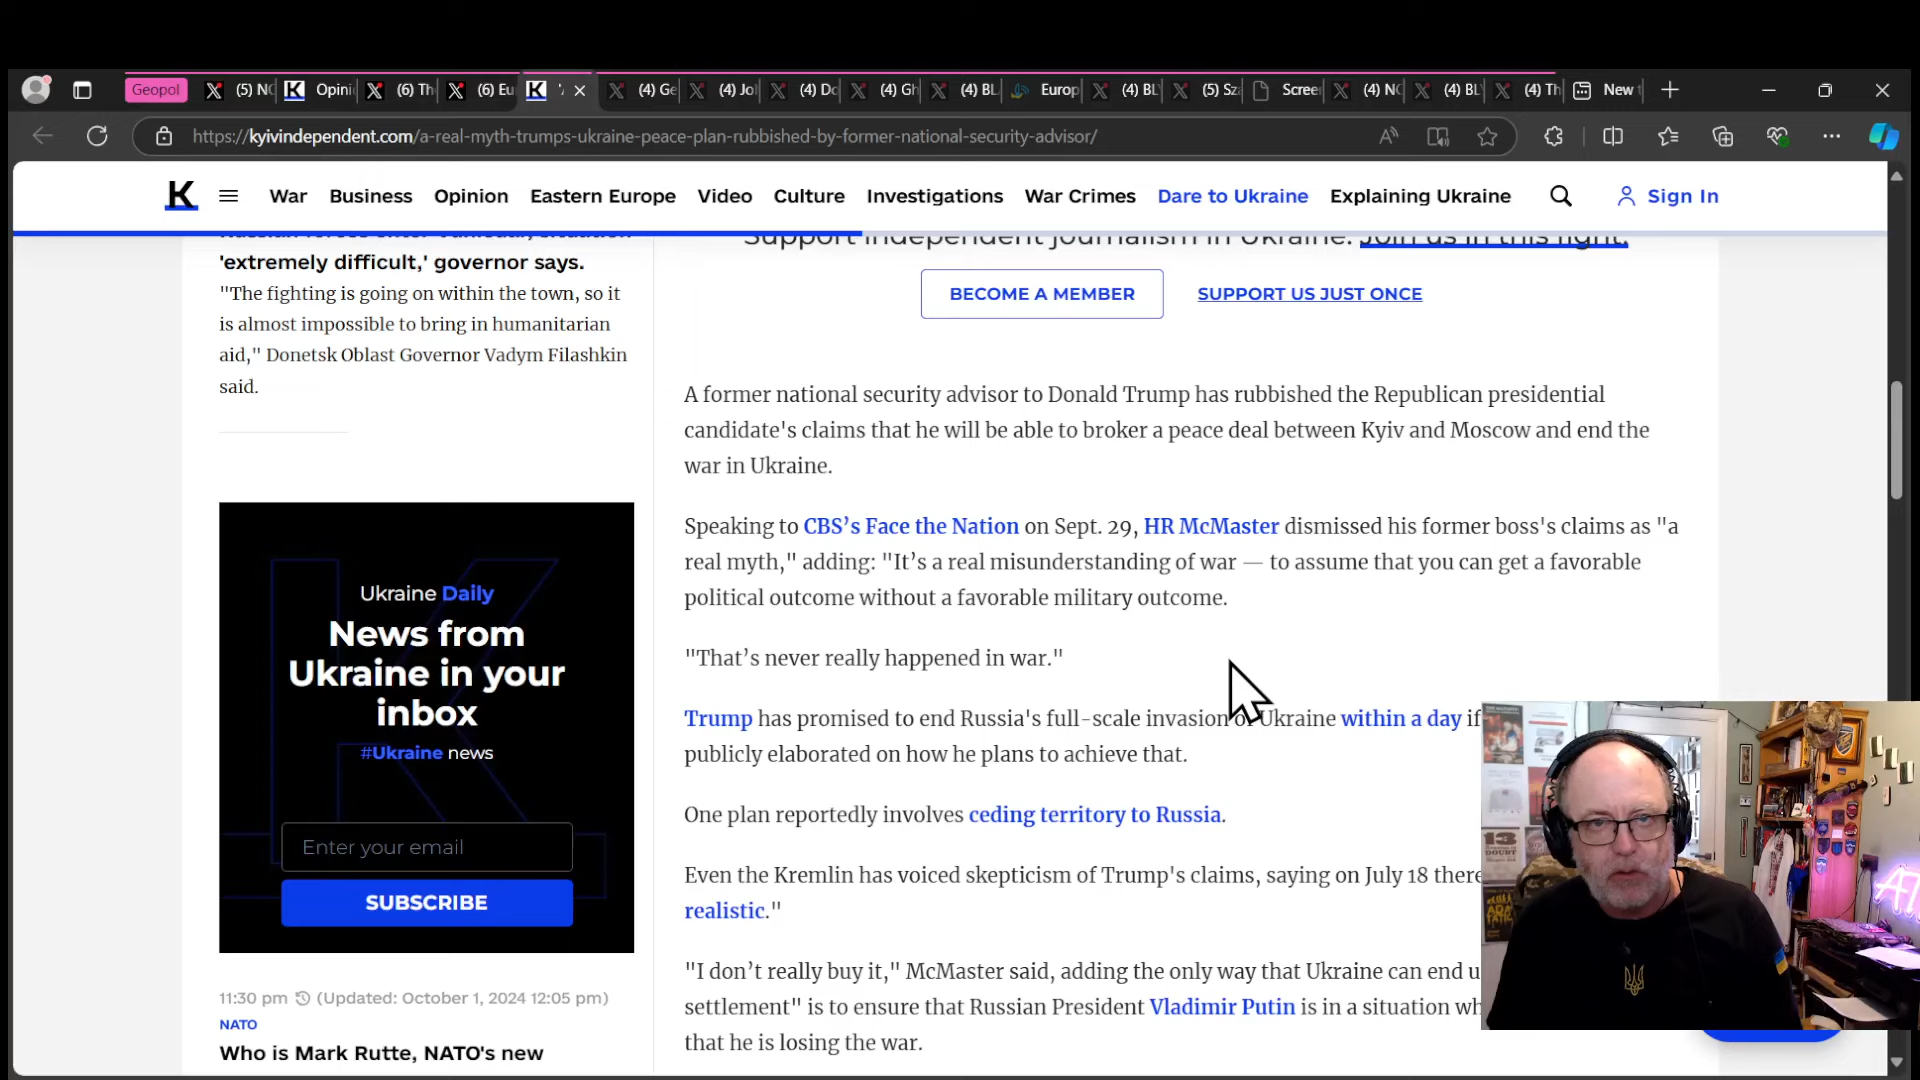 Geopol
(5) NO
Opini
(6) Th
(6) Eu
(4) Ge
(4) Jo
(4) Do
(4) Gh
(4) BL
Europ
(4) BL
(5) Sz
Scree
(4) NO
(4) BL
(4) Th
New t
https://kyivindependent.com/a-real-myth-trumps-ukraine-peace-plan-rubbished-by-former-national-security-advisor/
K War Business Opinion Eastern Europe Video Culture Investigations War Crimes Dare to Ukraine Explaining Ukraine Sign In
'extremely difficult,' governor says.
"The fighting is going on within the town, so it
is almost impossible to bring in humanitarian
aid," Donetsk Oblast Governor Vadym Filashkin
said.
Ukraine Daily
News from
Ukraine in your
inbox
#Ukraine news
Enter your email
SUBSCRIBE
11:30 pm (Updated: October 1, 2024 12:05 pm)
NATO
Who is Mark Rutte, NATO's new
Support independent journalism in Ukraine. Join us in this fight.
BECOME A MEMBER SUPPORT US JUST ONCE
A former national security advisor to Donald Trump has rubbished the Republican presidential
candidate's claims that he will be able to broker a peace deal between Kyiv and Moscow and end the
war in Ukraine.
Speaking to CBS’s Face the Nation on Sept. 29, HR McMaster dismissed his former boss's claims as "a
real myth," adding: "It’s a real misunderstanding of war — to assume that you can get a favorable
political outcome without a favorable military outcome.
"That’s never really happened in war."
Trump has promised to end Russia's full-scale invasion of Ukraine within a day if
publicly elaborated on how he plans to achieve that.
One plan reportedly involves ceding territory to Russia.
Even the Kremlin has voiced skepticism of Trump's claims, saying on July 18 there
realistic."
"I don’t really buy it," McMaster said, adding the only way that Ukraine can end u
settlement" is to ensure that Russian President Vladimir Putin is in a situation wh
that he is losing the war.